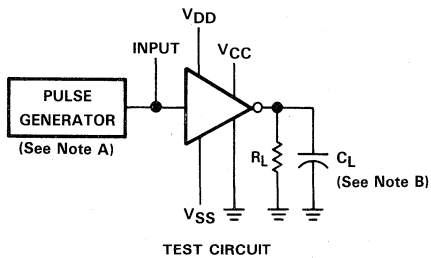 VDD
INPUT
VCC
PULSE
GENERATOR
(See Note A)
RL
CL
(See Note B)
VSS
TEST CIRCUIT